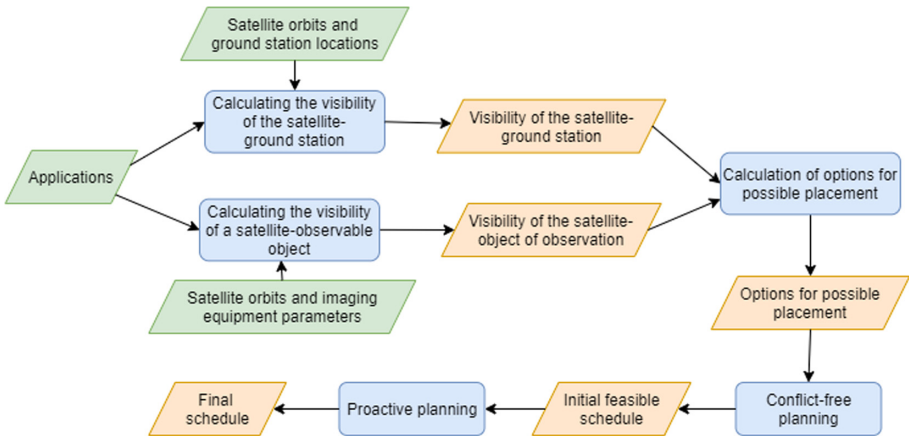 Satellite orbits and
ground station locations
Calculating the visibility
of the satellite-
ground station
Visibility of the satellite-
ground station
Applications
Calculation of options for
possible placement
Calculating the visibility
of a satellite-observable
object
Visibility of the satellite-
object of observation
Satellite orbits and imaging
equipment parameters
Options for possible
placement
Final
schedule
Proactive planning
Initial feasible
schedule
Conflict-free
planning